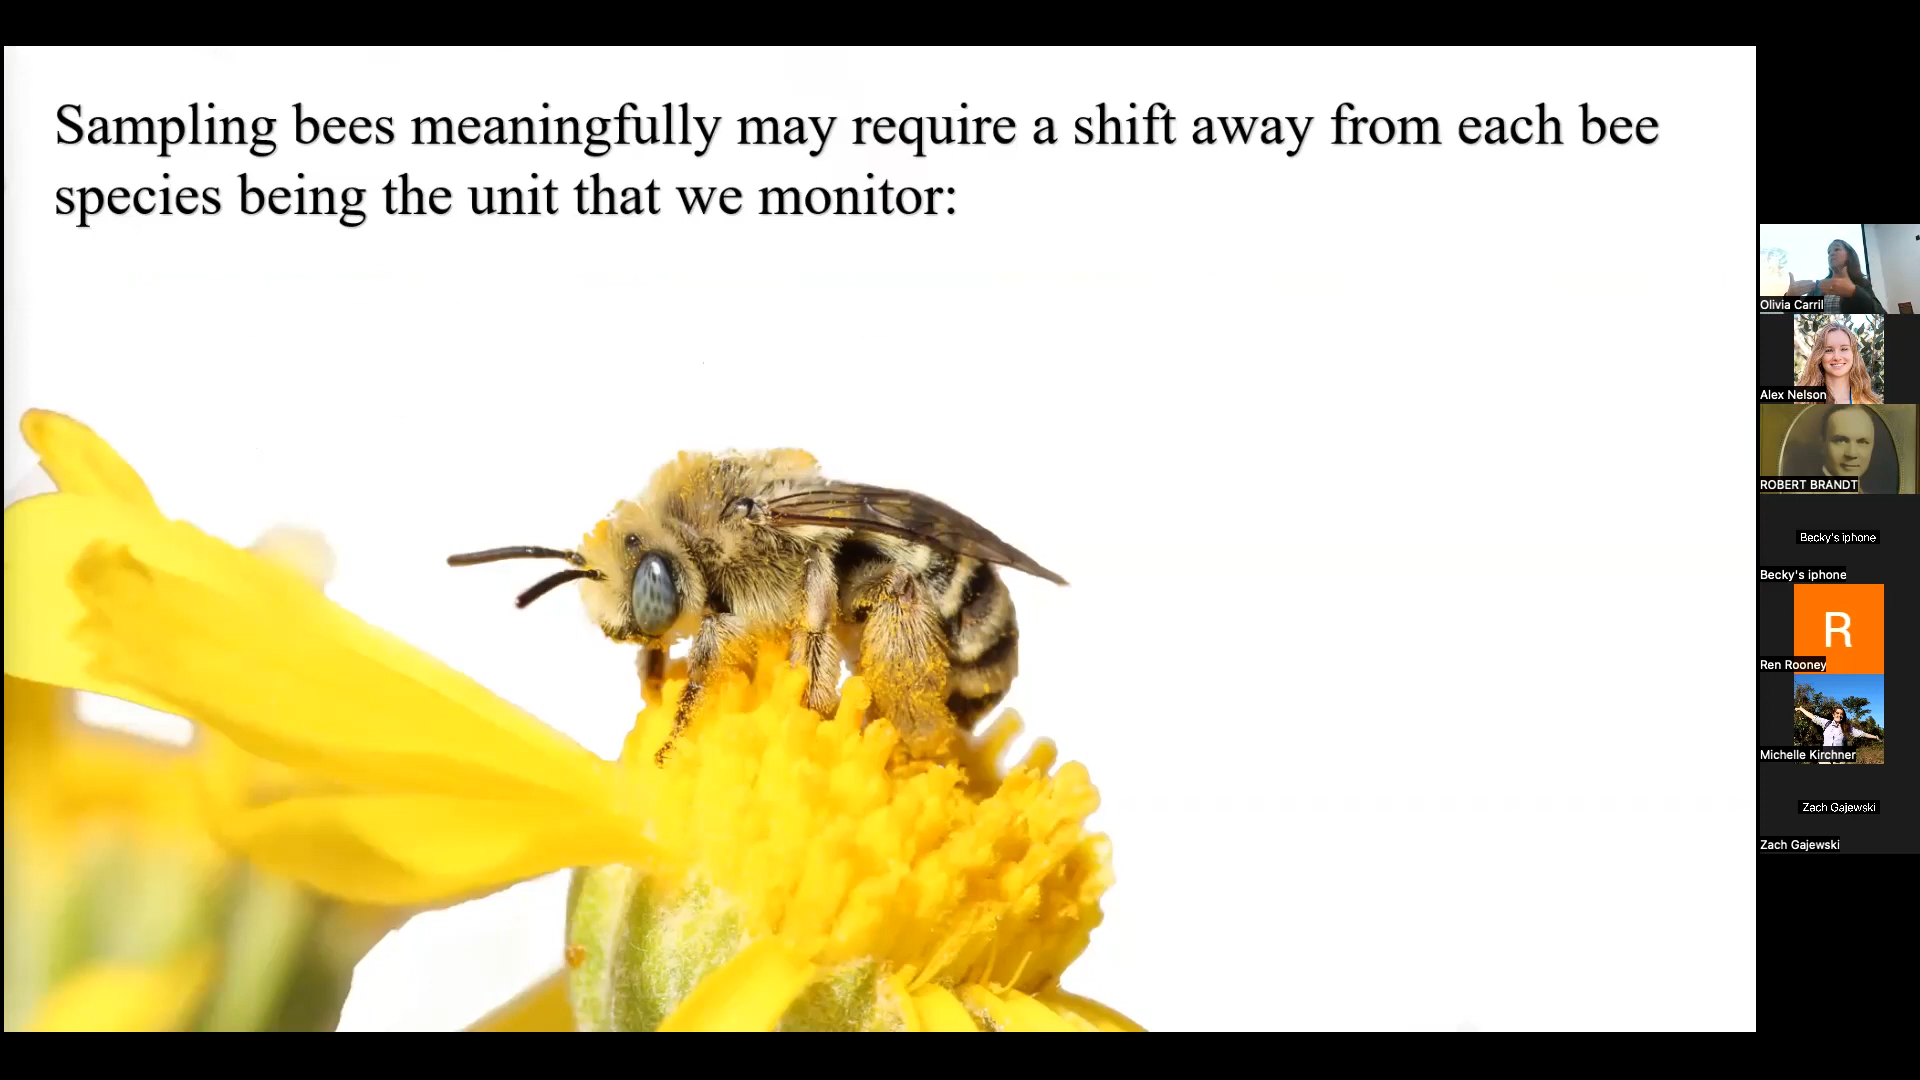 Sampling bees meaningfully may require a shift away from each bee
species being the unit that we monitor:
Olivia Carril
Alex Nelson
ROBERT BRANDT
Becky's iphone
Becky's iphone
R
Ren Rooney
Michelle Kirchner
Zach Gajewski
Zach Gajewski